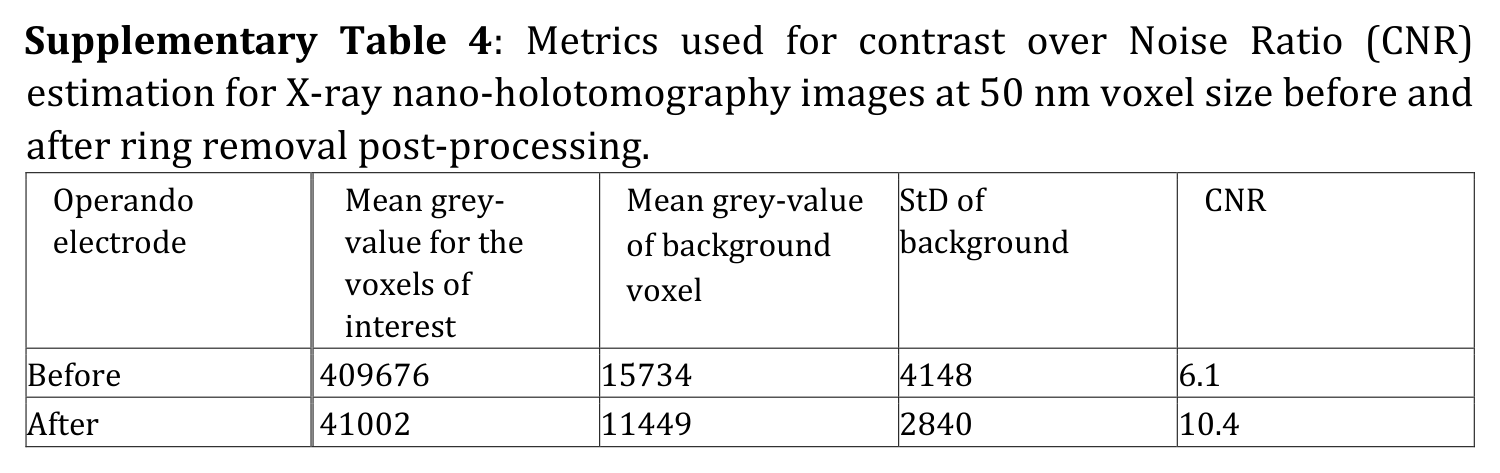 Supplementary Table 4: Metrics used for contrast over Noise Ratio (CNR)
estimation for X-ray nano-holotomography images at 50 nm voxel size before and
after ring removal post-processing.
Operando
electrode
Mean grey-
value for the
voxels of
interest
Mean grey-value
of background
voxel
StD of
background
CNR
Before 409676 15734 4148 6.1
After 41002 11449 2840 10.4